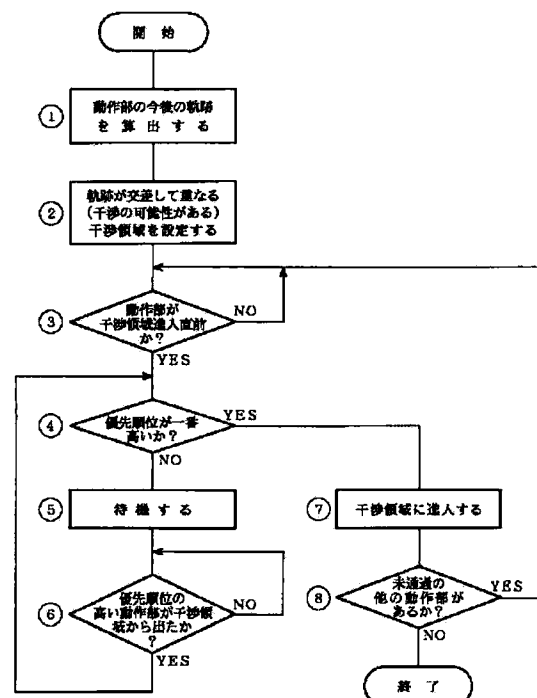 開始
①
動作部の今後の軌跡
を算出する
②
軌跡が交差して重なる
(干渉の可能性がある)
干渉領域を設定する
③
動作部が
干渉領域進入直前
か?
NO
YES
④
優先順位が一番
高いか?
YES
NO
⑤
待機する
⑥
優先順位の
高い動作部が干渉領
域から出たか
?
NO
YES
⑦
干渉領域に進入する
⑧
未通過の
他の動作部が
あるか?
YES
NO
終了